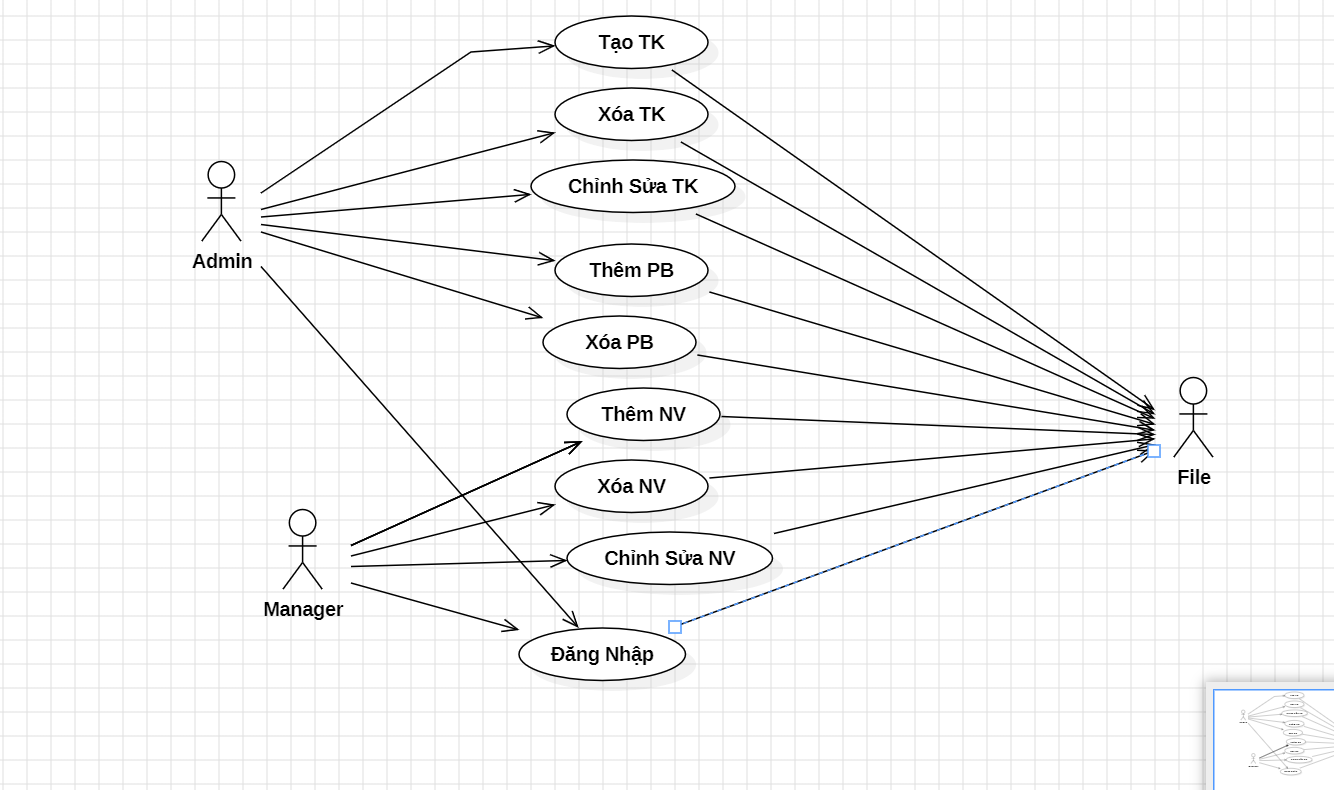 Tạo TK
Xóa TK
Chỉnh Sửa TK
Admin
Thêm PB
Xóa PB
Thêm NV
File
Xóa NV
Chỉnh Sửa NV
Manager
Đăng Nhập